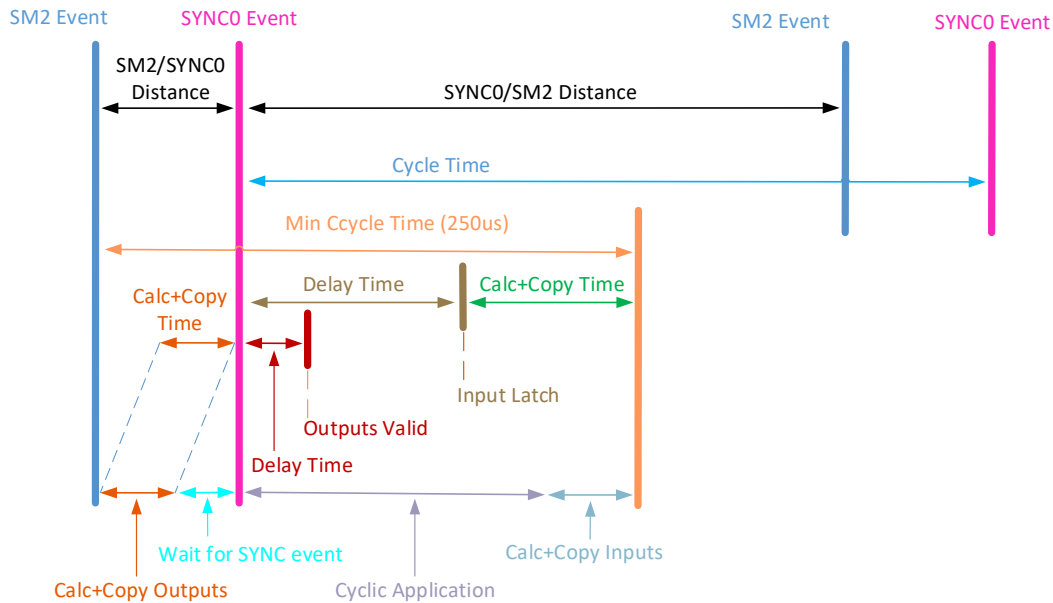 SM2 Event
SYNC0 Event
SM2 Event
SYNC0 Event
SM2/SYNC0
Distance
SYNC0/SM2 Distance
Cycle Time
Min Ccycle Time (250us)
Delay Time
Calc+Copy Time
Calc+Copy
Time
Input Latch
Outputs Valid
Delay Time
Wait for SYNC event
Calc+Copy Inputs
Calc+Copy Outputs
Cyclic Application